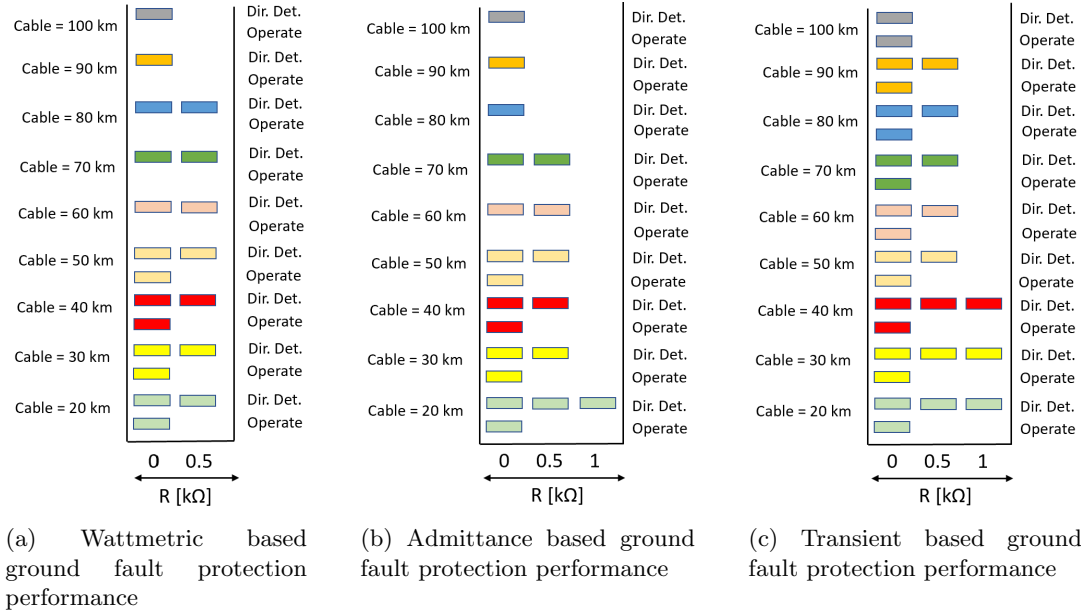 Cable = 100 km
Dir. Det.
Operate
Cable = 90 km
Dir. Det.
Operate
Cable = 80 km
Dir. Det.
Operate
Cable = 70 km
Dir. Det.
Operate
Cable = 60 km
Dir. Det.
Operate
Cable = 50 km
Dir. Det.
Operate
Cable = 40 km
Dir. Det.
Operate
Cable = 30 km
Dir. Det.
Operate
Cable = 20 km
Dir. Det.
Operate
0 0.5
R [kΩ]
(a) Wattmetric based
ground fault protection
performance
Cable = 100 km
Dir. Det.
Operate
Cable = 90 km
Dir. Det.
Operate
Cable = 80 km
Dir. Det.
Operate
Cable = 70 km
Dir. Det.
Operate
Cable = 60 km
Dir. Det.
Operate
Cable = 50 km
Dir. Det.
Operate
Cable = 40 km
Dir. Det.
Operate
Cable = 30 km
Dir. Det.
Operate
Cable = 20 km
Dir. Det.
Operate
0 0.5 1
R [kΩ]
(b) Admittance based ground
fault protection performance
Cable = 100 km
Dir. Det.
Operate
Cable = 90 km
Dir. Det.
Operate
Cable = 80 km
Dir. Det.
Operate
Cable = 70 km
Dir. Det.
Operate
Cable = 60 km
Dir. Det.
Operate
Cable = 50 km
Dir. Det.
Operate
Cable = 40 km
Dir. Det.
Operate
Cable = 30 km
Dir. Det.
Operate
Cable = 20 km
Dir. Det.
Operate
0 0.5 1
R [kΩ]
(c) Transient based ground
fault protection performance